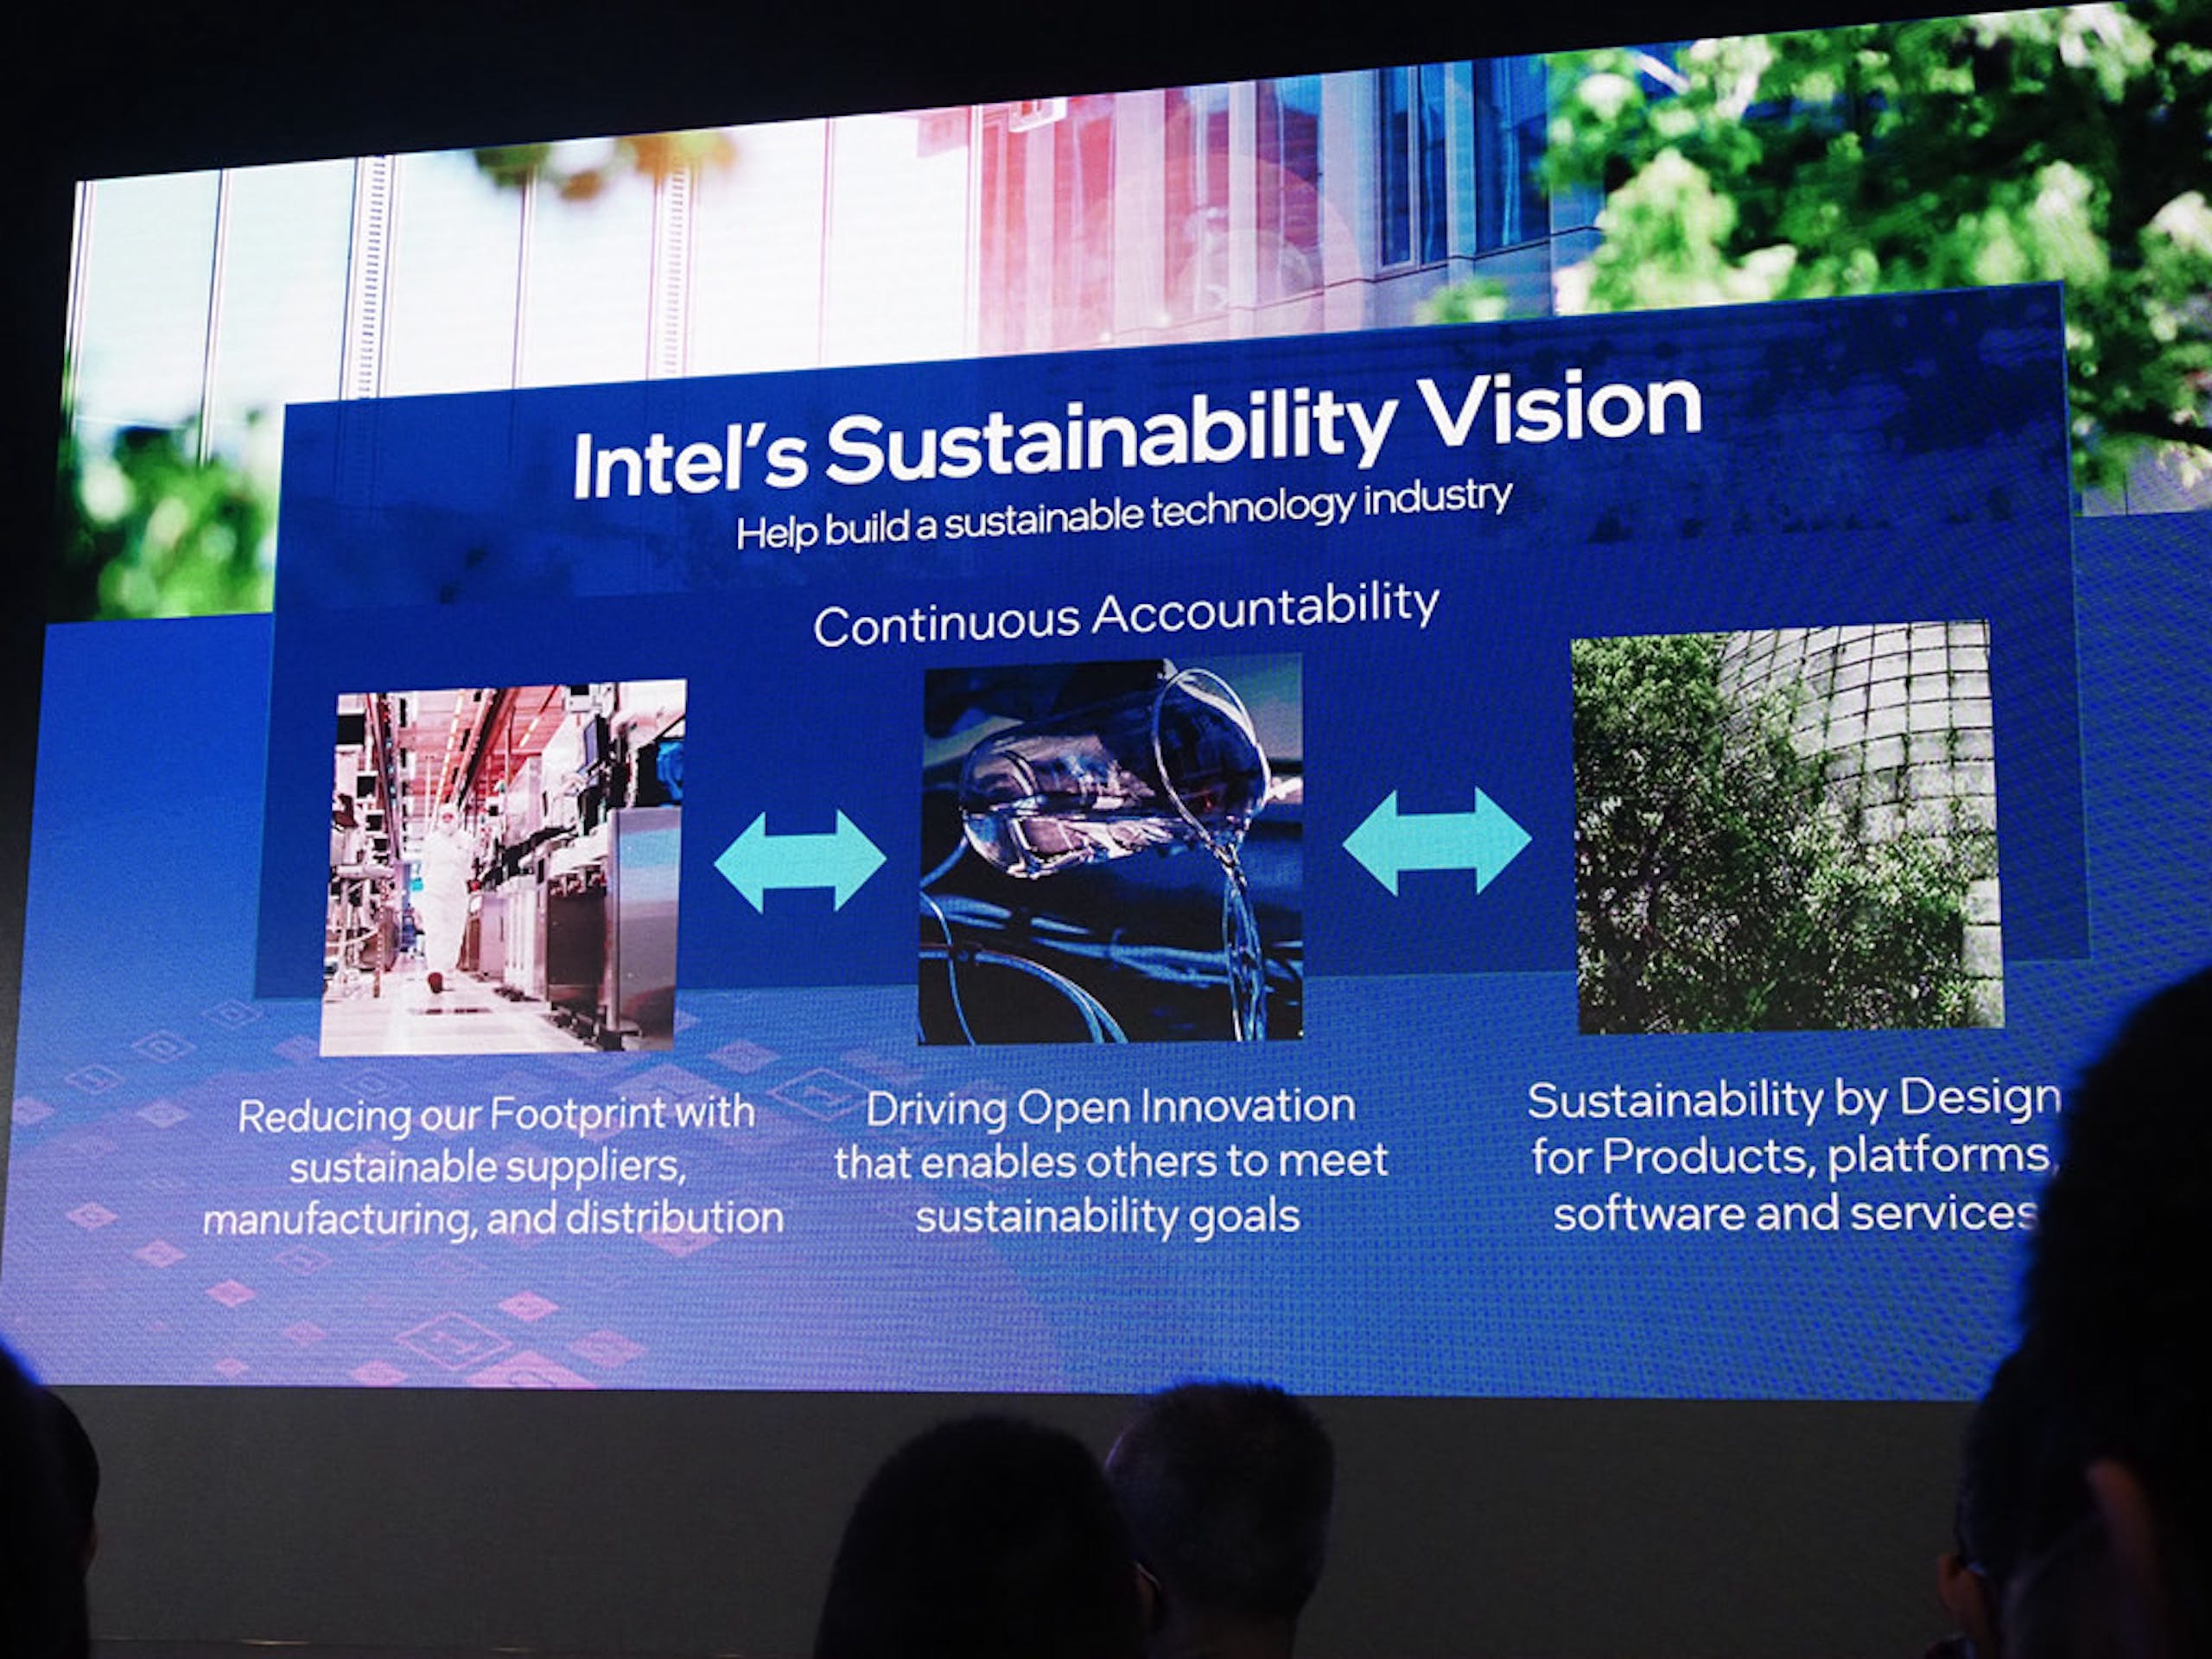 Intel's Sustainability Vision
Help build a sustainable technology industry
Continuous Accountability
Reducing our Footprint with
sustainable suppliers,
manufacturing, and distribution
Driving Open Innovation
that enables others to meet
sustainability goals
Sustainability by Design
for Products, platforms,
software and services